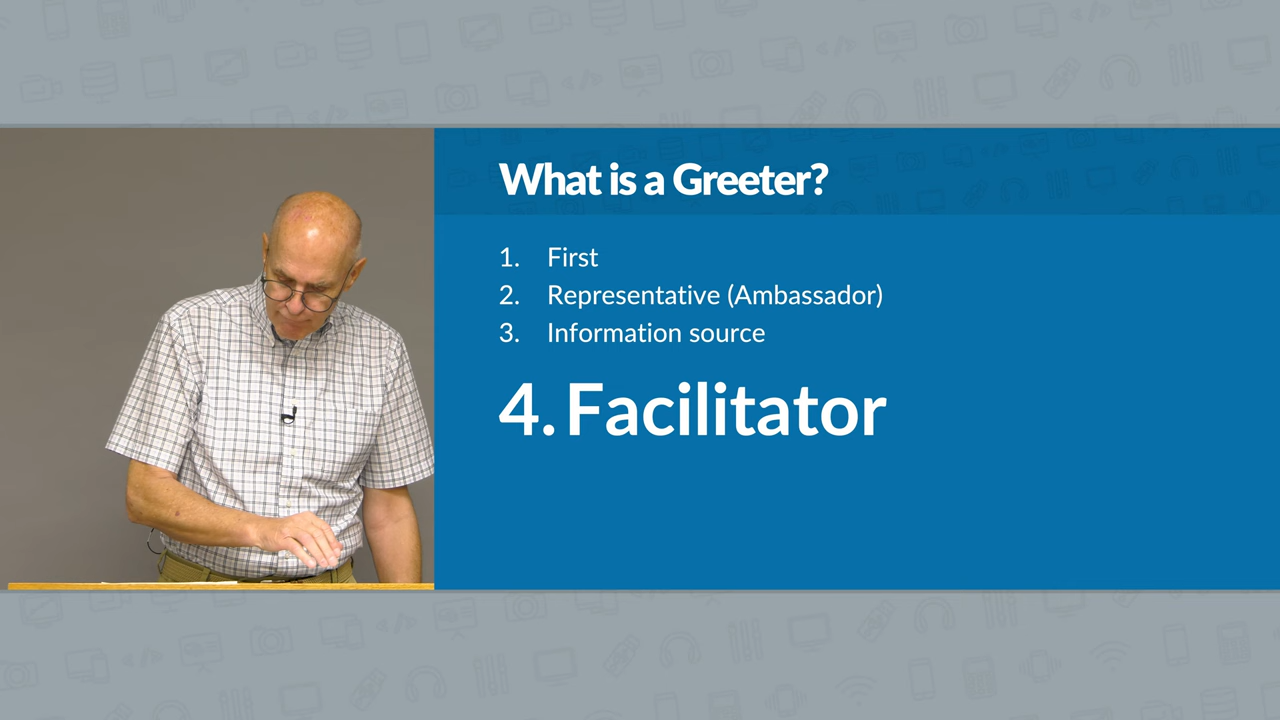 What is a Greeter?
1. First
2. Representative (Ambassador)
3. Information source
4. Facilitator